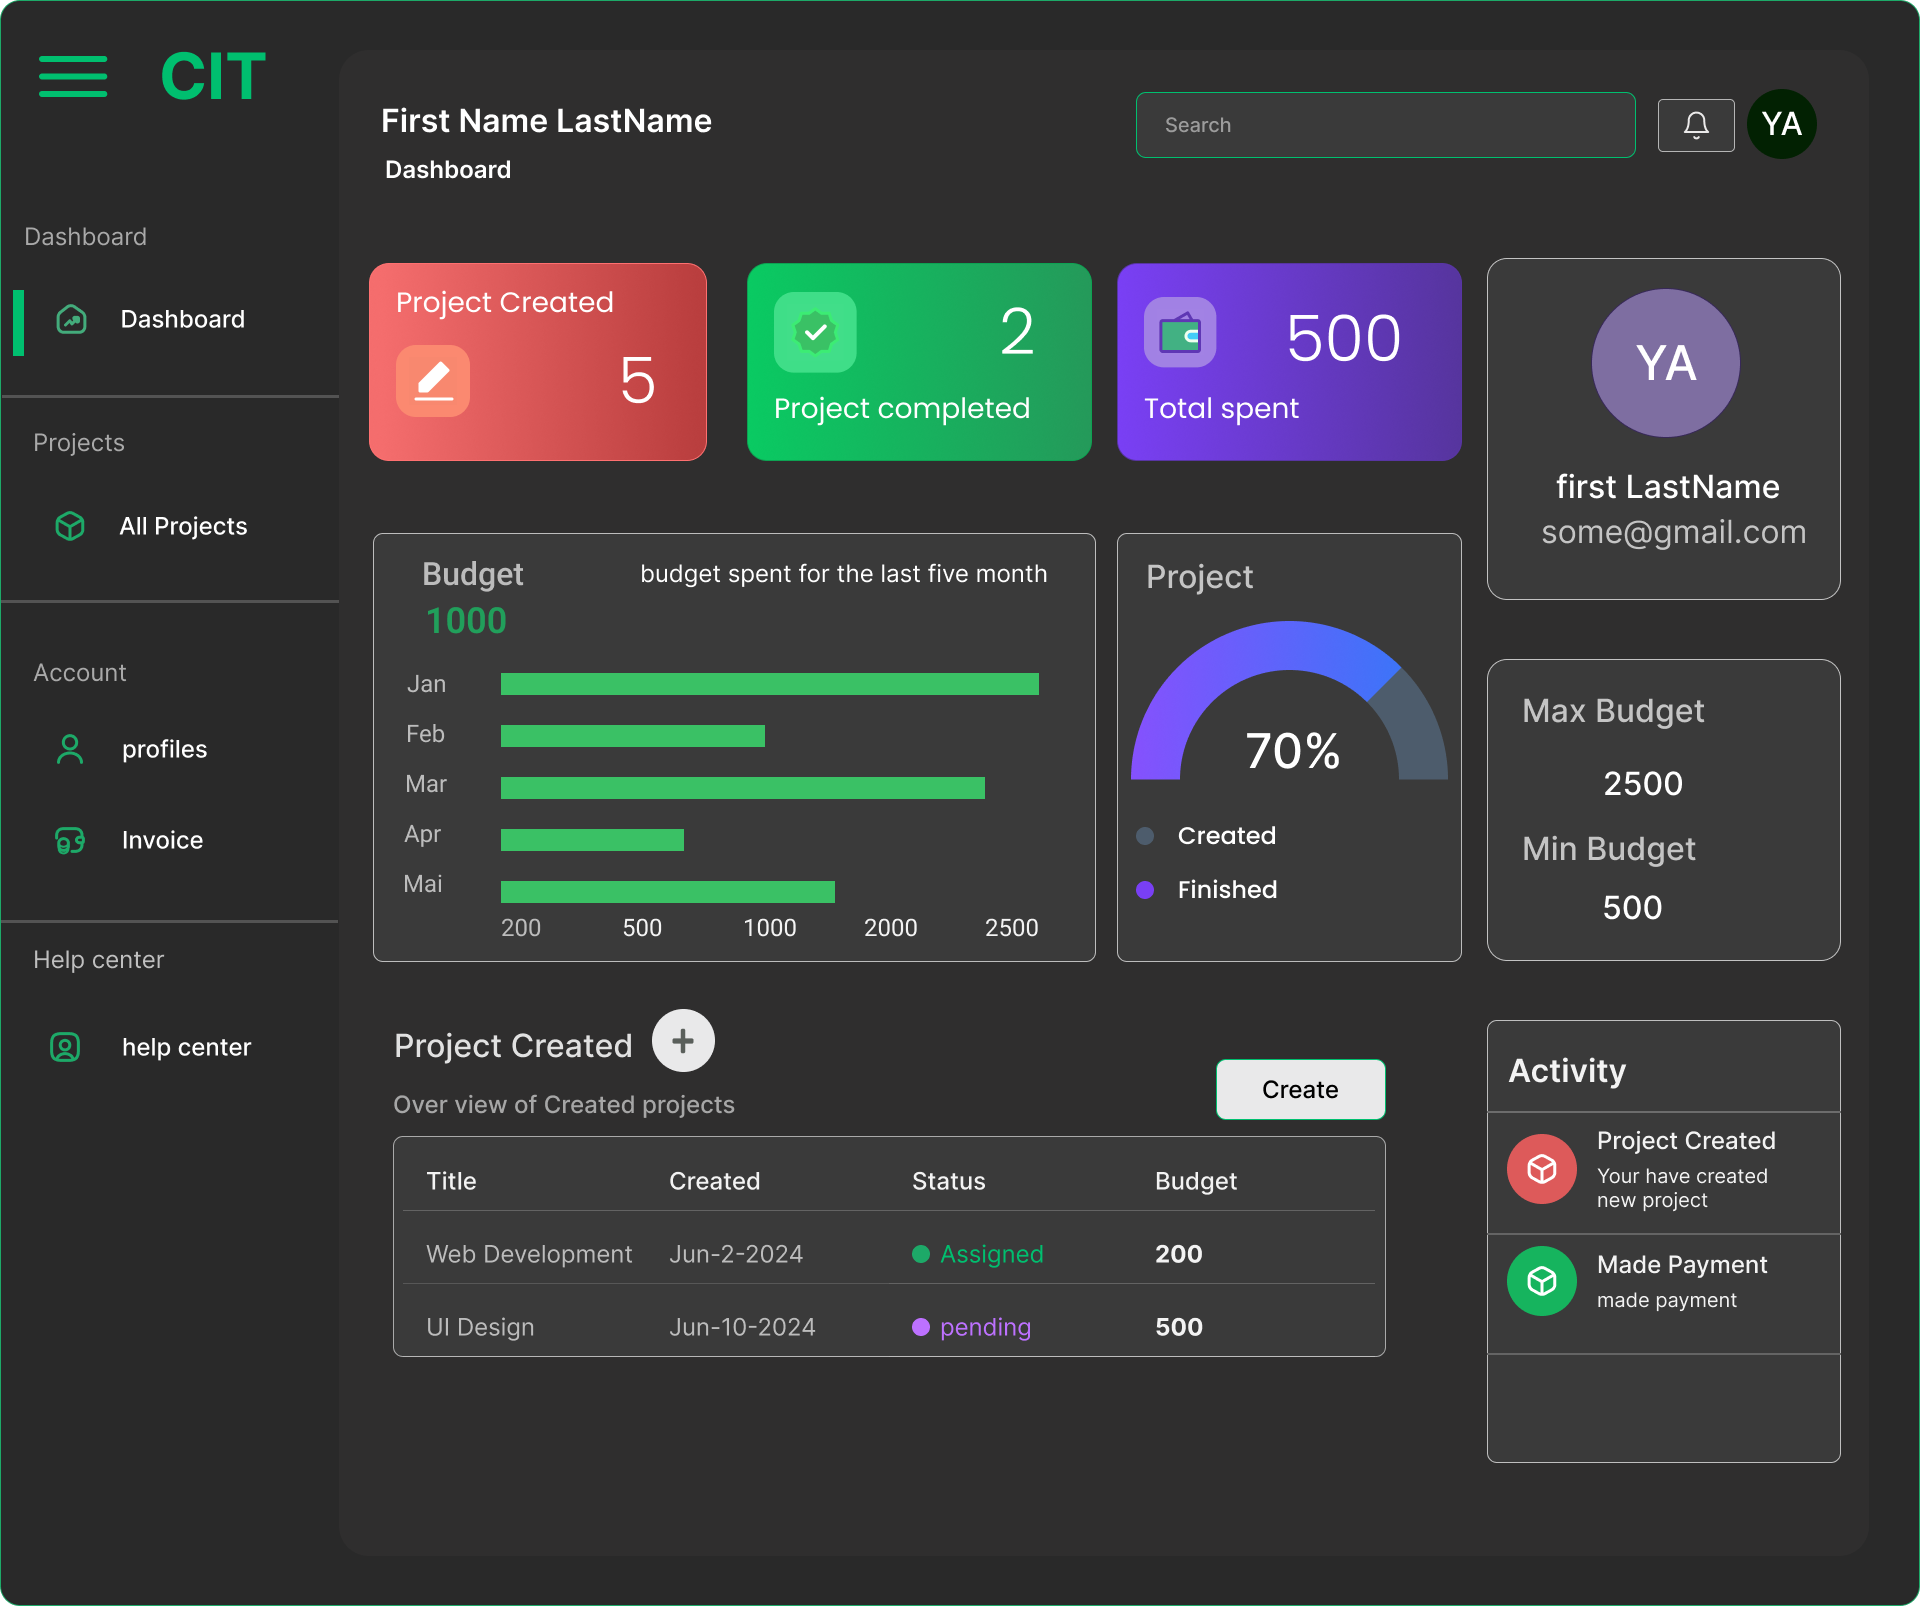 CIT
Dashboard
Dashboard
Projects
All Projects
Account
profiles
Invoice
Help center
help center
First Name LastName
Dashboard
Search
YA
Project Created
5
2
Project completed
500
Total spent
YA
first LastName
some@gmail.com
Budget
budget spent for the last five month
1000
Jan
Feb
Mar
Apr
Mai
200 500 1000 2000 2500
Project
70%
Created
Finished
Max Budget
2500
Min Budget
500
Project Created
Over view of Created projects
Create
Title Created Status Budget
Web Development Jun-2-2024 Assigned 200
UI Design Jun-10-2024 pending 500
Activity
Project Created
Your have created
new project
Made Payment
made payment